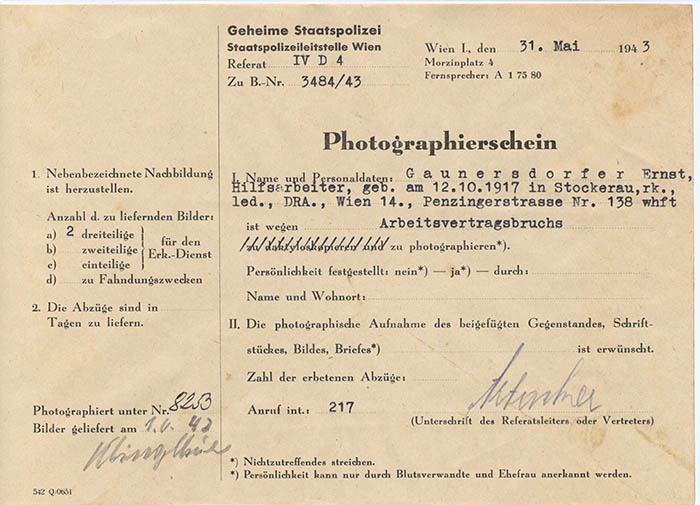 Geheime Staatspolizei
Staatspolizeileitstelle Wien
Referat IV D 4
Zu B.-Nr. 3484/43
Wien I., den 31. Mai 1943
Morzinplatz 4
Fernsprecher: A 1 75 80
Photographierschein
1. Nebenbezeichnete Nachbildung
ist herzustellen.
Anzahl d. zu liefernden Bilder:
a) 2 dreiteilige
b) zweiteilige
c) einteilige
für den
Erk.-Dienst
d) zu Fahndungszwecken
2. Die Abzüge sind in
Tagen zu liefern.
Photographiert unter Nr. 8253
Bilder geliefert am
I. Name und Personaldaten: Gaunersdorfer Ernst,
Hilfsarbeiter, geb. am 12.10.1917 in Stockerau,rk.,
led., DRA., Wien 14., Penzingerstrasse Nr. 138 whft
ist wegen Arbeitsvertragsbruchs
zu daktyloskopieren und zu photographieren*).
Persönlichkeit festgestellt: nein*) — ja*) — durch:
Name und Wohnort:
II. Die photographische Aufnahme des beigefügten Gegenstandes, Schrift-
stückes, Bildes, Briefes*) ist erwünscht.
Zahl der erbetenen Abzüge:
Anruf int.: 217
(Unterschrift des Referatsleiters oder Vertreters)
*) Nichtzutreffendes streichen.
*) Persönlichkeit kann nur durch Blutsverwandte und Ehefrau anerkannt werden.
542 Q/0651